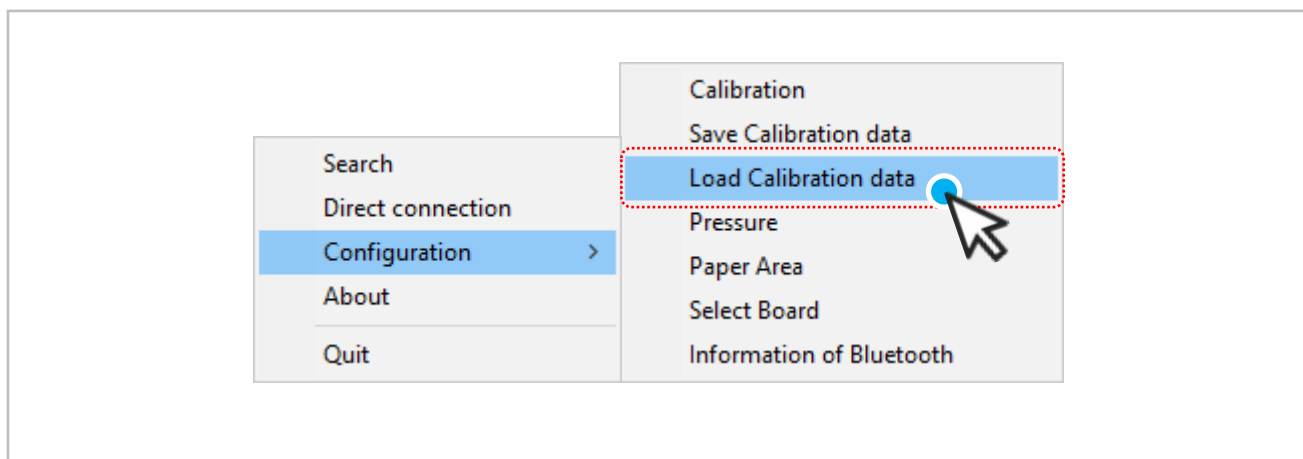 Search
Direct connection
Configuration >
About
Quit
Calibration
Save Calibration data
Load Calibration data
Pressure
Paper Area
Select Board
Information of Bluetooth